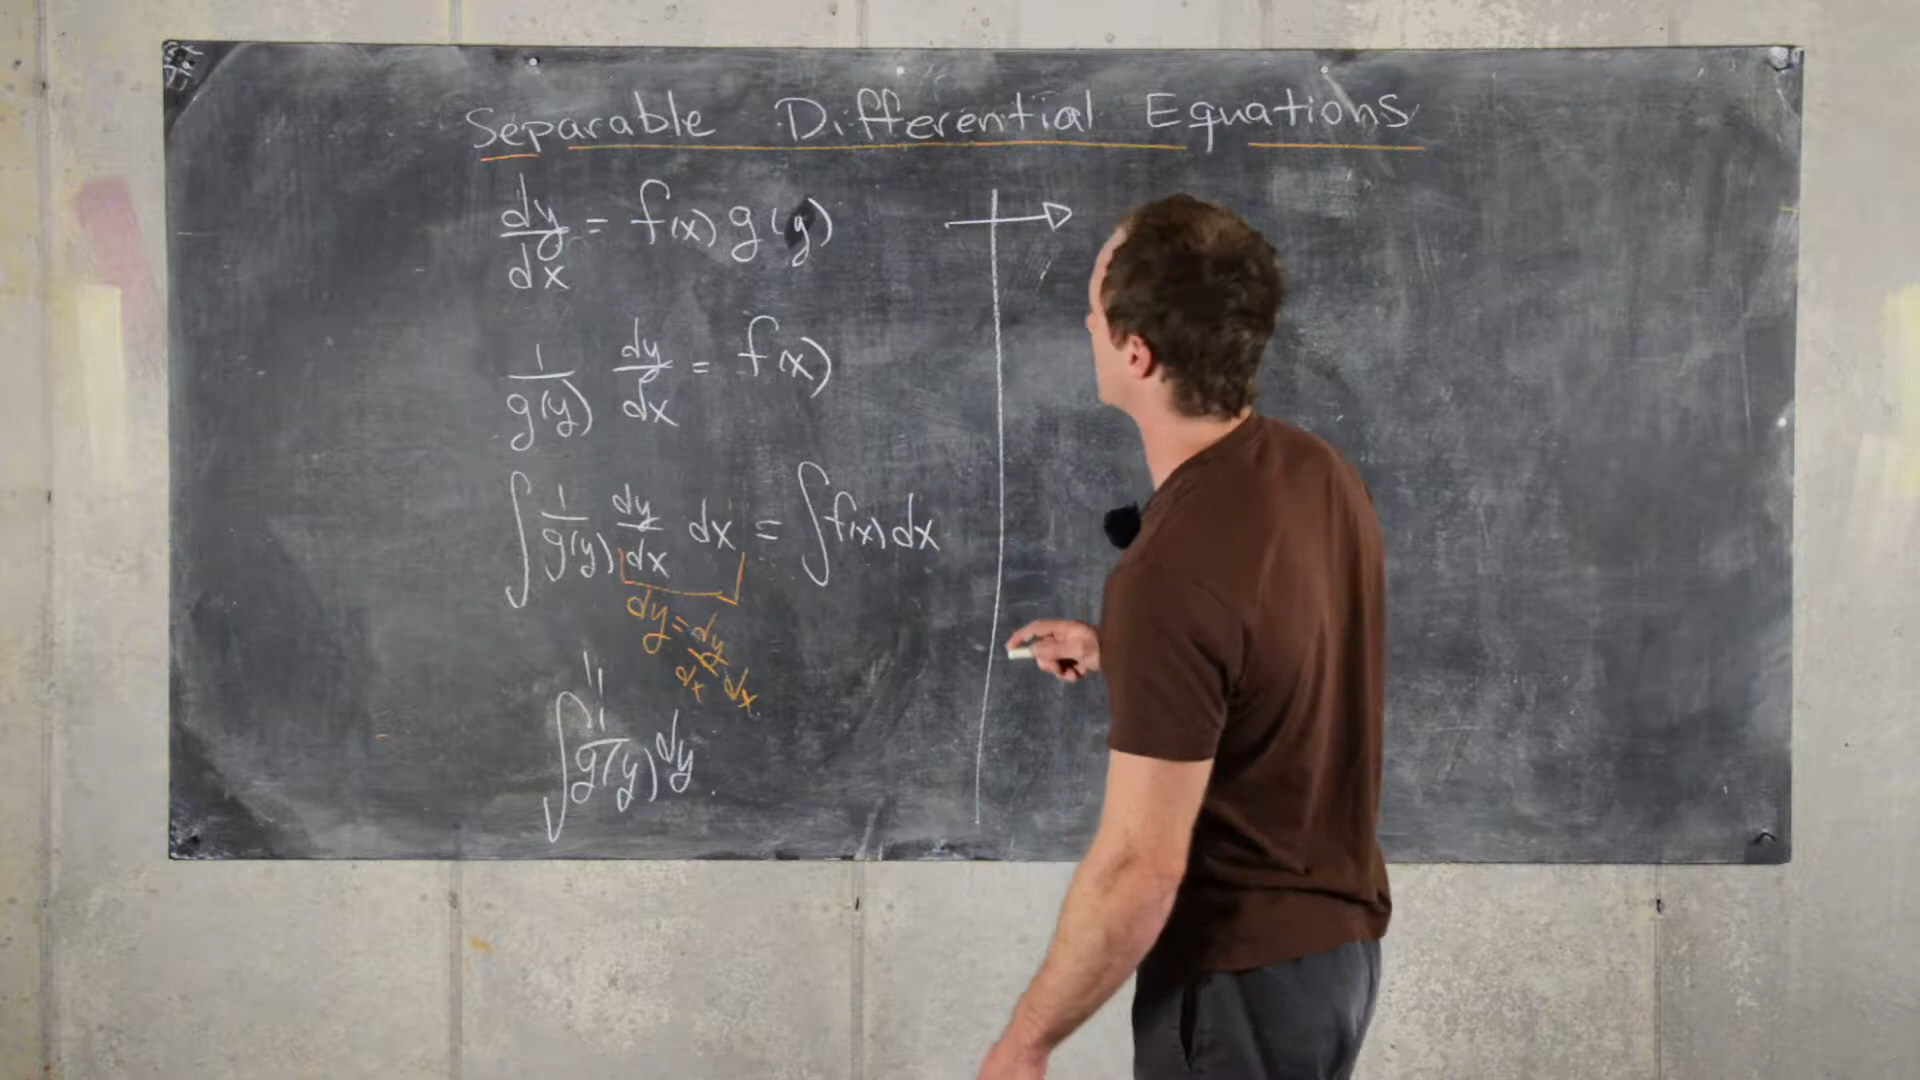 Separable Differential Equations
dy/dx = f(x) g(y)
1/g(y) dy/dx = f(x)
∫ 1/g(y) dy/dx dx = ∫ f(x) dx
dy = dy/dx dx
∫ 1/g(y) dy